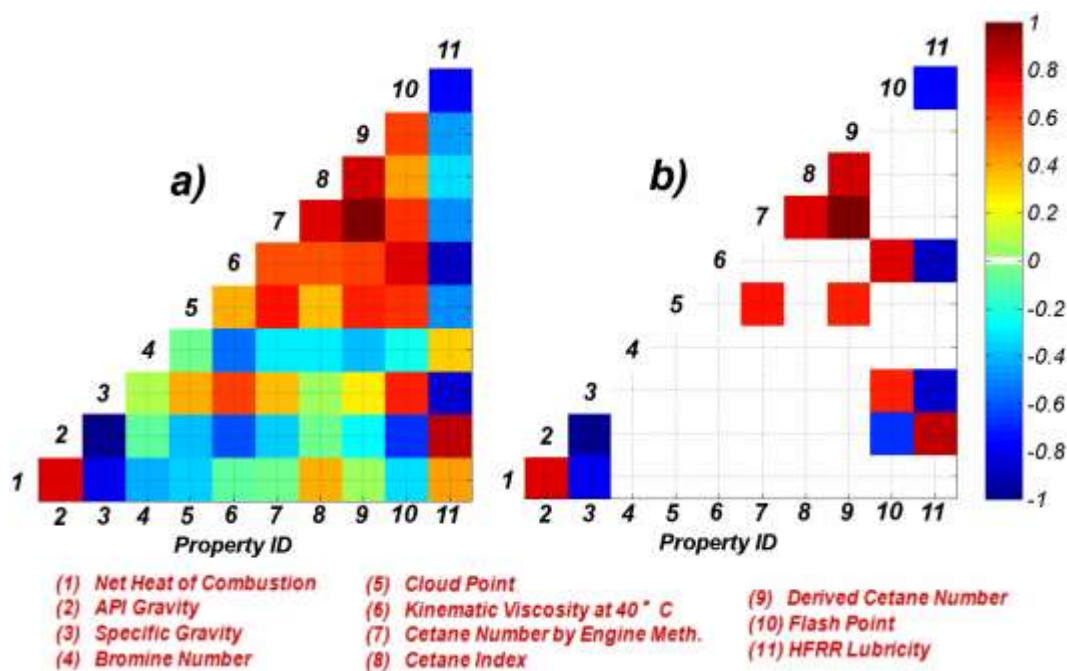 11
10
9
8
7
6
5
4
3
2
1
a)
2 3 4 5 6 7 8 9 10 11
Property ID
11
10
9
8
7
6
5
4
3
2
1
b)
2 3 4 5 6 7 8 9 10 11
Property ID
1
0.8
0.6
0.4
0.2
0
-0.2
-0.4
-0.6
-0.8
-1
(1) Net Heat of Combustion
(2) API Gravity
(3) Specific Gravity
(4) Bromine Number
(5) Cloud Point
(6) Kinematic Viscosity at 40° C
(7) Cetane Number by Engine Meth.
(8) Cetane Index
(9) Derived Cetane Number
(10) Flash Point
(11) HFRR Lubricity